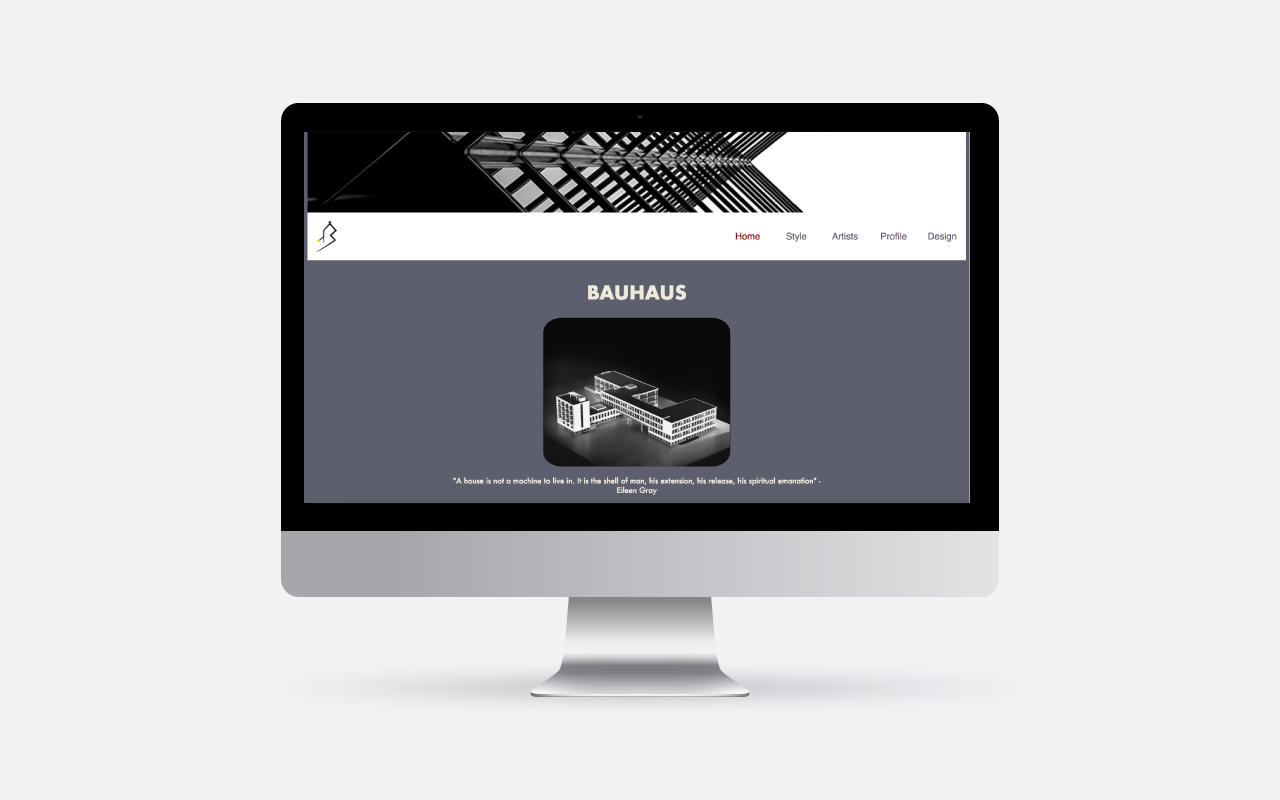 Home Style Artists Profile Design
BAUHAUS
"A house is not a machine to live in. It is the shell of man, his extension, his release, his spiritual emanation" -
Eileen Gray